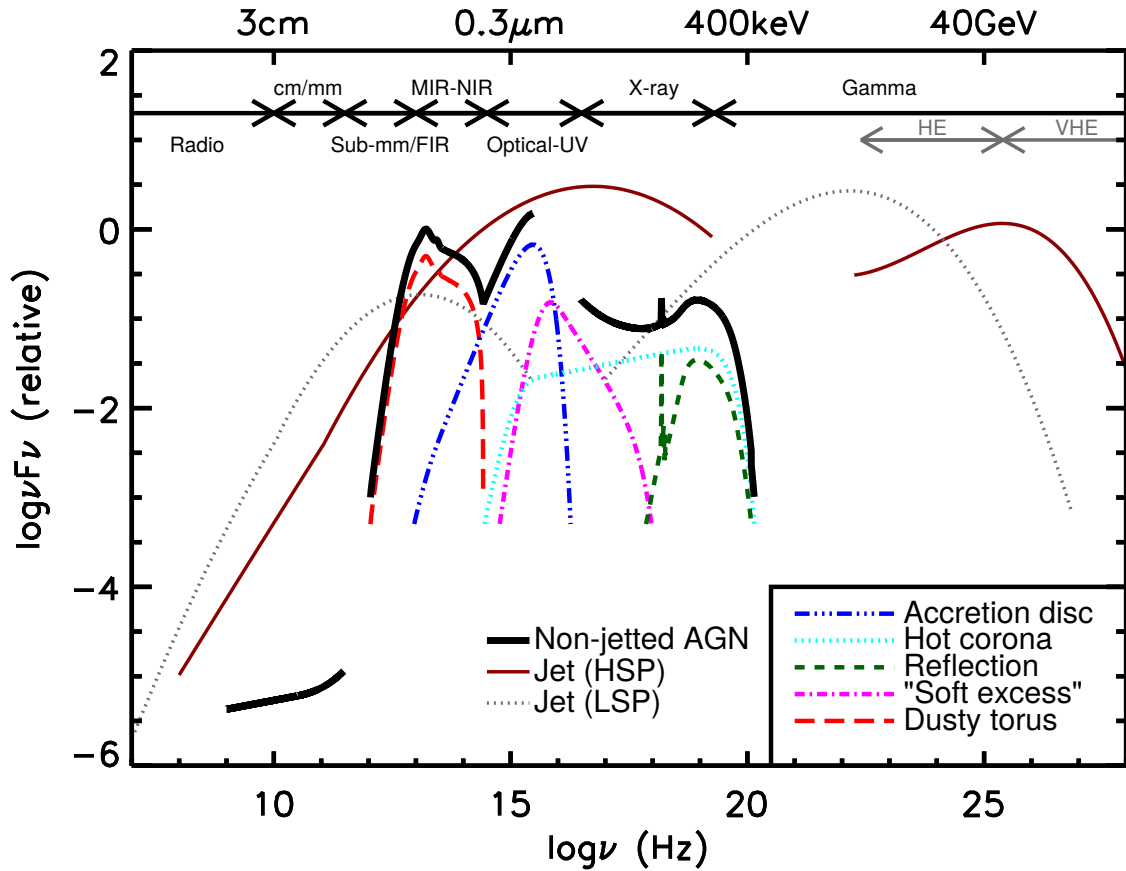 3cm 0.3μm 400keV 40GeV
cm/mm MIR-NIR X-ray Gamma
Radio Sub-mm/FIR Optical-UV HE VHE
2
0
−2
−4
−6
logνFν (relative)
Non-jetted AGN
Jet (HSP)
Jet (LSP)
Accretion disc
Hot corona
Reflection
"Soft excess"
Dusty torus
10 15 20 25
logν (Hz)